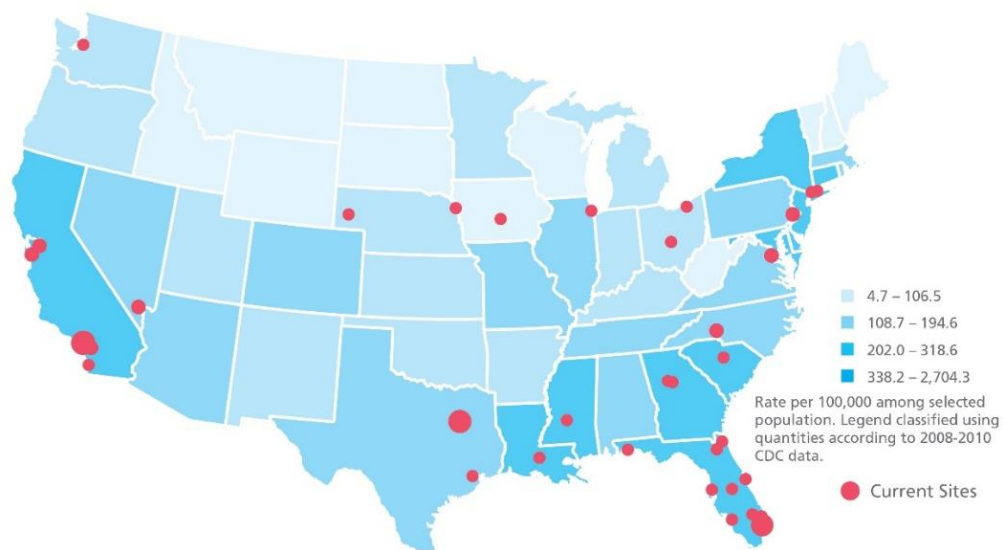 4.7 – 106.5
108.7 – 194.6
202.0 – 318.6
338.2 – 2,704.3
Rate per 100,000 among selected
population. Legend classified using
quantities according to 2008-2010
CDC data.
Current Sites